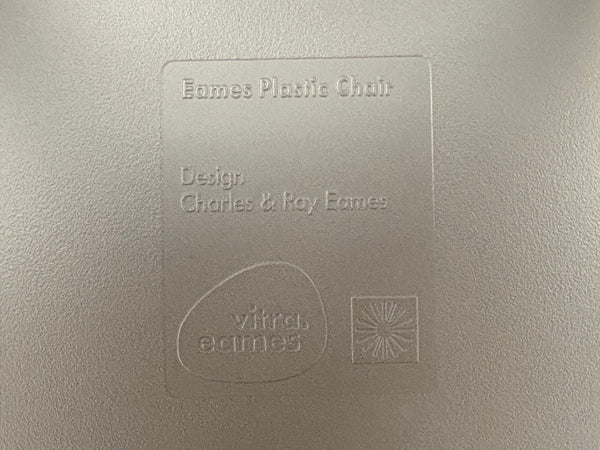 Eames Plastic Chair
Design
Charles & Ray Eames
vitra.
eames